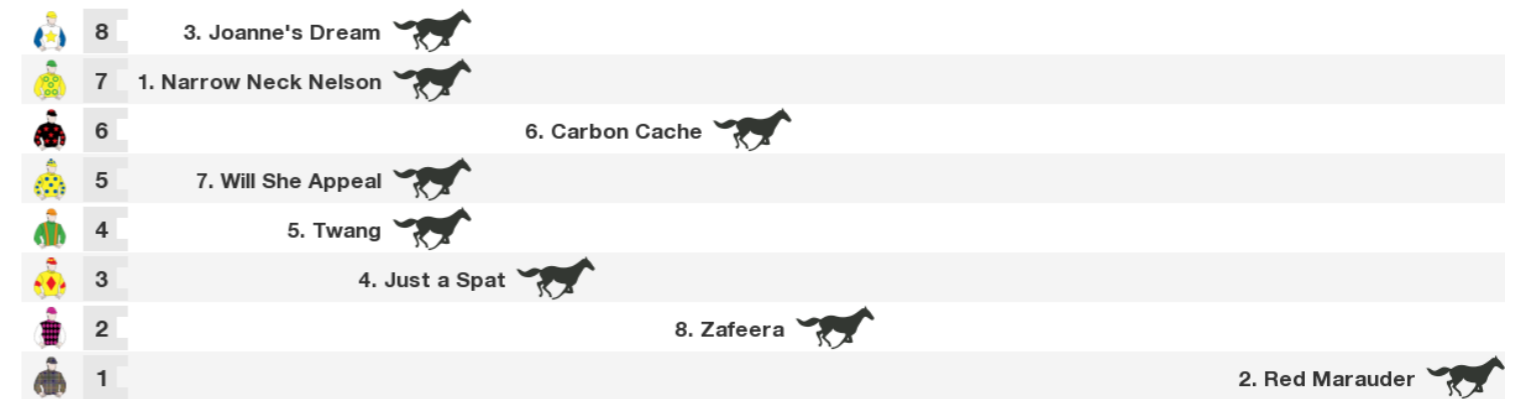 8 3. Joanne's Dream
7 1. Narrow Neck Nelson
6 6. Carbon Cache
5 7. Will She Appeal
4 5. Twang
3 4. Just a Spat
2 8. Zafeera
1 2. Red Marauder